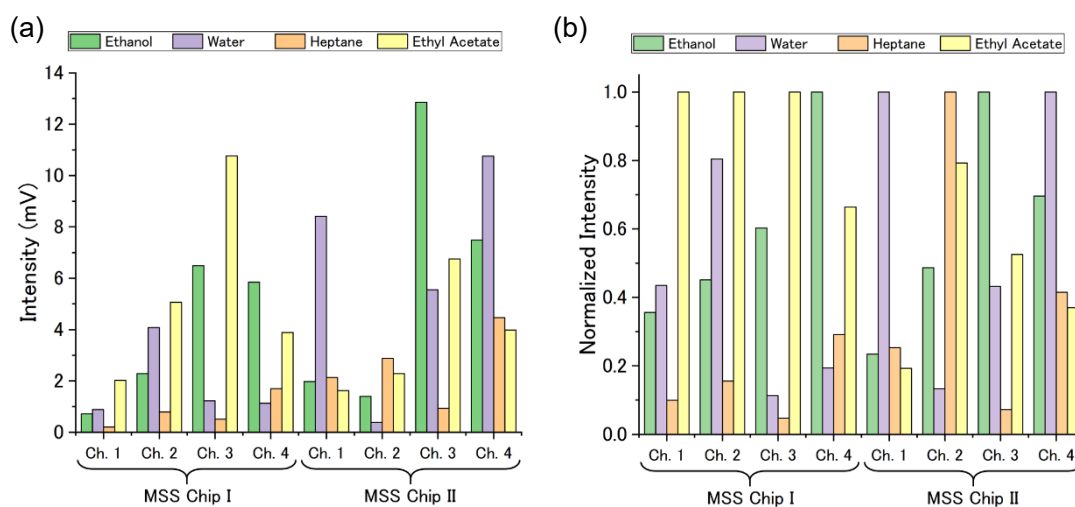 (a)
Ethanol Water Heptane Ethyl Acetate
Intensity (mV)
14
12
10
8
6
4
2
0
Ch. 1 Ch. 2 Ch. 3 Ch. 4 Ch. 1 Ch. 2 Ch. 3 Ch. 4
MSS Chip I MSS Chip II
(b)
Ethanol Water Heptane Ethyl Acetate
Normalized Intensity
1.0
0.8
0.6
0.4
0.2
0.0
Ch. 1 Ch. 2 Ch. 3 Ch. 4 Ch. 1 Ch. 2 Ch. 3 Ch. 4
MSS Chip I MSS Chip II